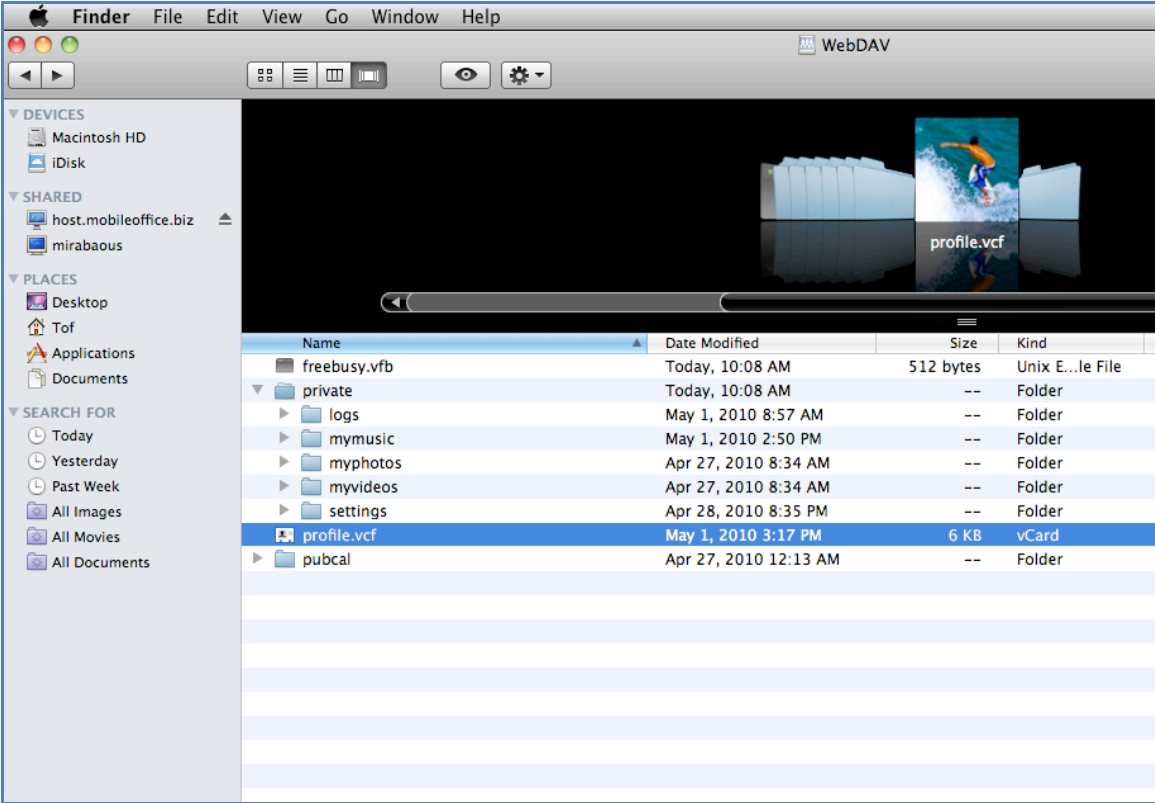 Finder File Edit View Go Window Help
WebDAV
DEVICES
Macintosh HD
iDisk
SHARED
host.mobileoffice.biz
mirabaous
PLACES
Desktop
Tof
Applications
Documents
SEARCH FOR
Today
Yesterday
Past Week
All Images
All Movies
All Documents
profile.vcf
Name Date Modified Size Kind
freebusy.vfb Today, 10:08 AM 512 bytes Unix E...le File
private Today, 10:08 AM -- Folder
logs May 1, 2010 8:57 AM -- Folder
mymusic May 1, 2010 2:50 PM -- Folder
myphotos Apr 27, 2010 8:34 AM -- Folder
myvideos Apr 27, 2010 8:34 AM -- Folder
settings Apr 28, 2010 8:35 PM -- Folder
profile.vcf May 1, 2010 3:17 PM 6 KB vCard
pubcal Apr 27, 2010 12:13 AM -- Folder